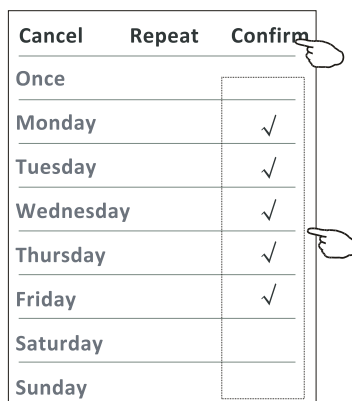 Cancel Repeat Confirm
Once
Monday √
Tuesday √
Wednesday √
Thursday √
Friday √
Saturday
Sunday